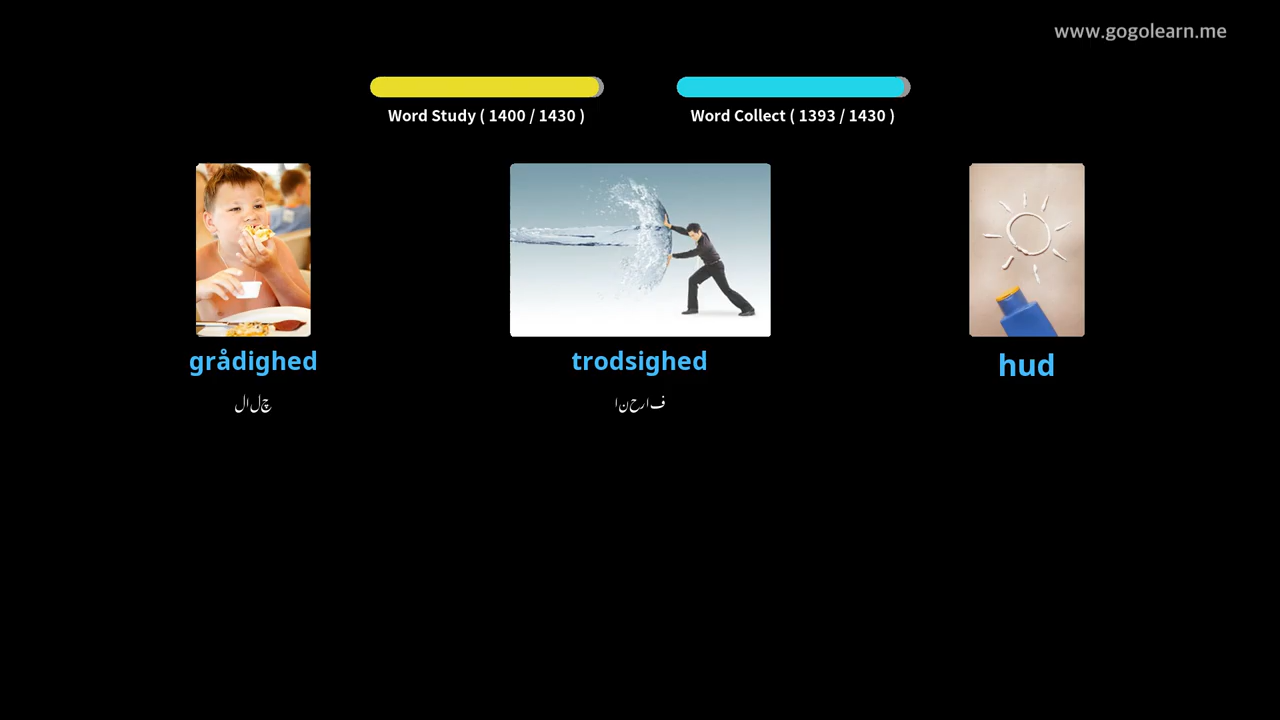 www.gogolearn.me
Word Study ( 1400 / 1430 )
Word Collect ( 1393 / 1430 )
grådighed
trodsighed
hud
لالچ
انحراف